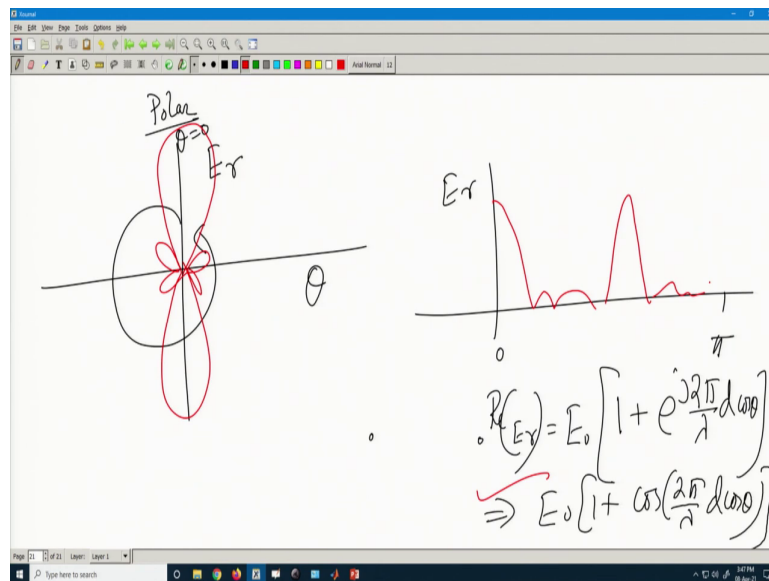 Xournal
File Edit View Page Tools Options Help
Arial Normal 12
Polar
θ=0
Er
θ
Er
0
π
Re(Er) = E₀ [1 + e^{j 2π/λ d cosθ}]
⇒ E₀ [1 + cos(2π/λ d cosθ)]
Page 21 of 21 Layer: Layer 1
Type here to search
3:47 PM